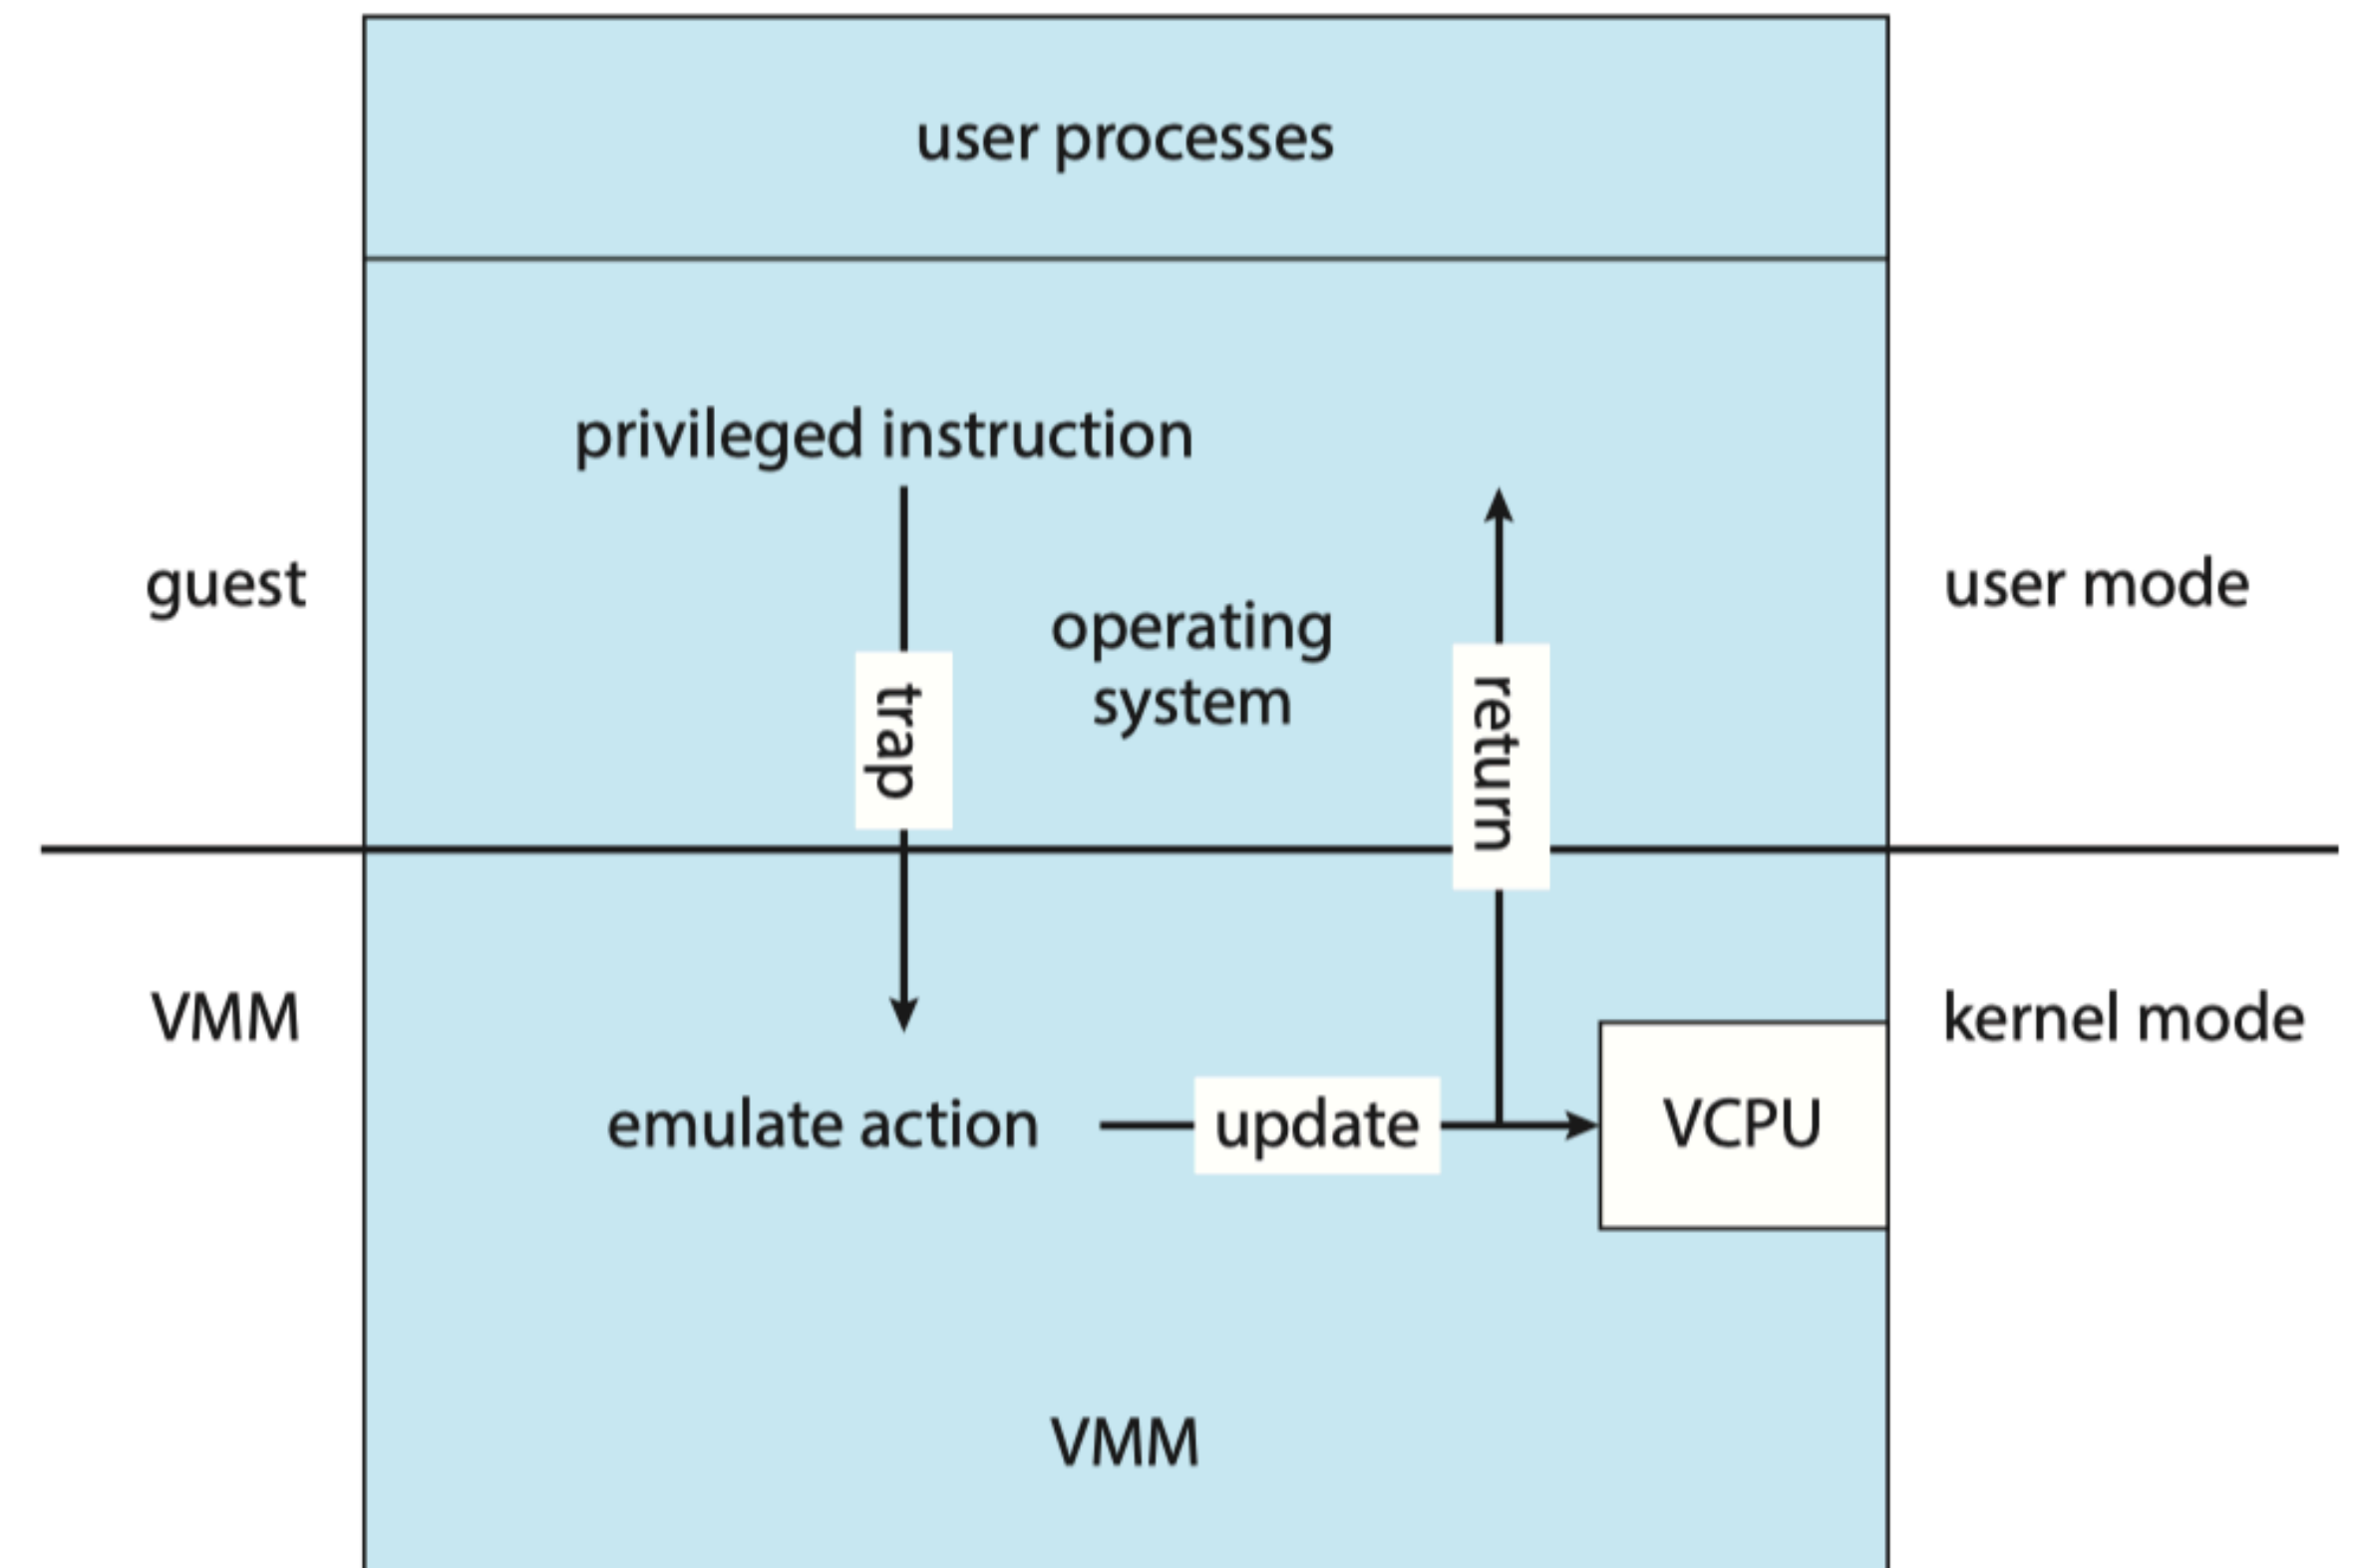 user processes
privileged instruction
guest
user mode
operating
system
trap
return
VMM
kernel mode
emulate action
update
VCPU
VMM